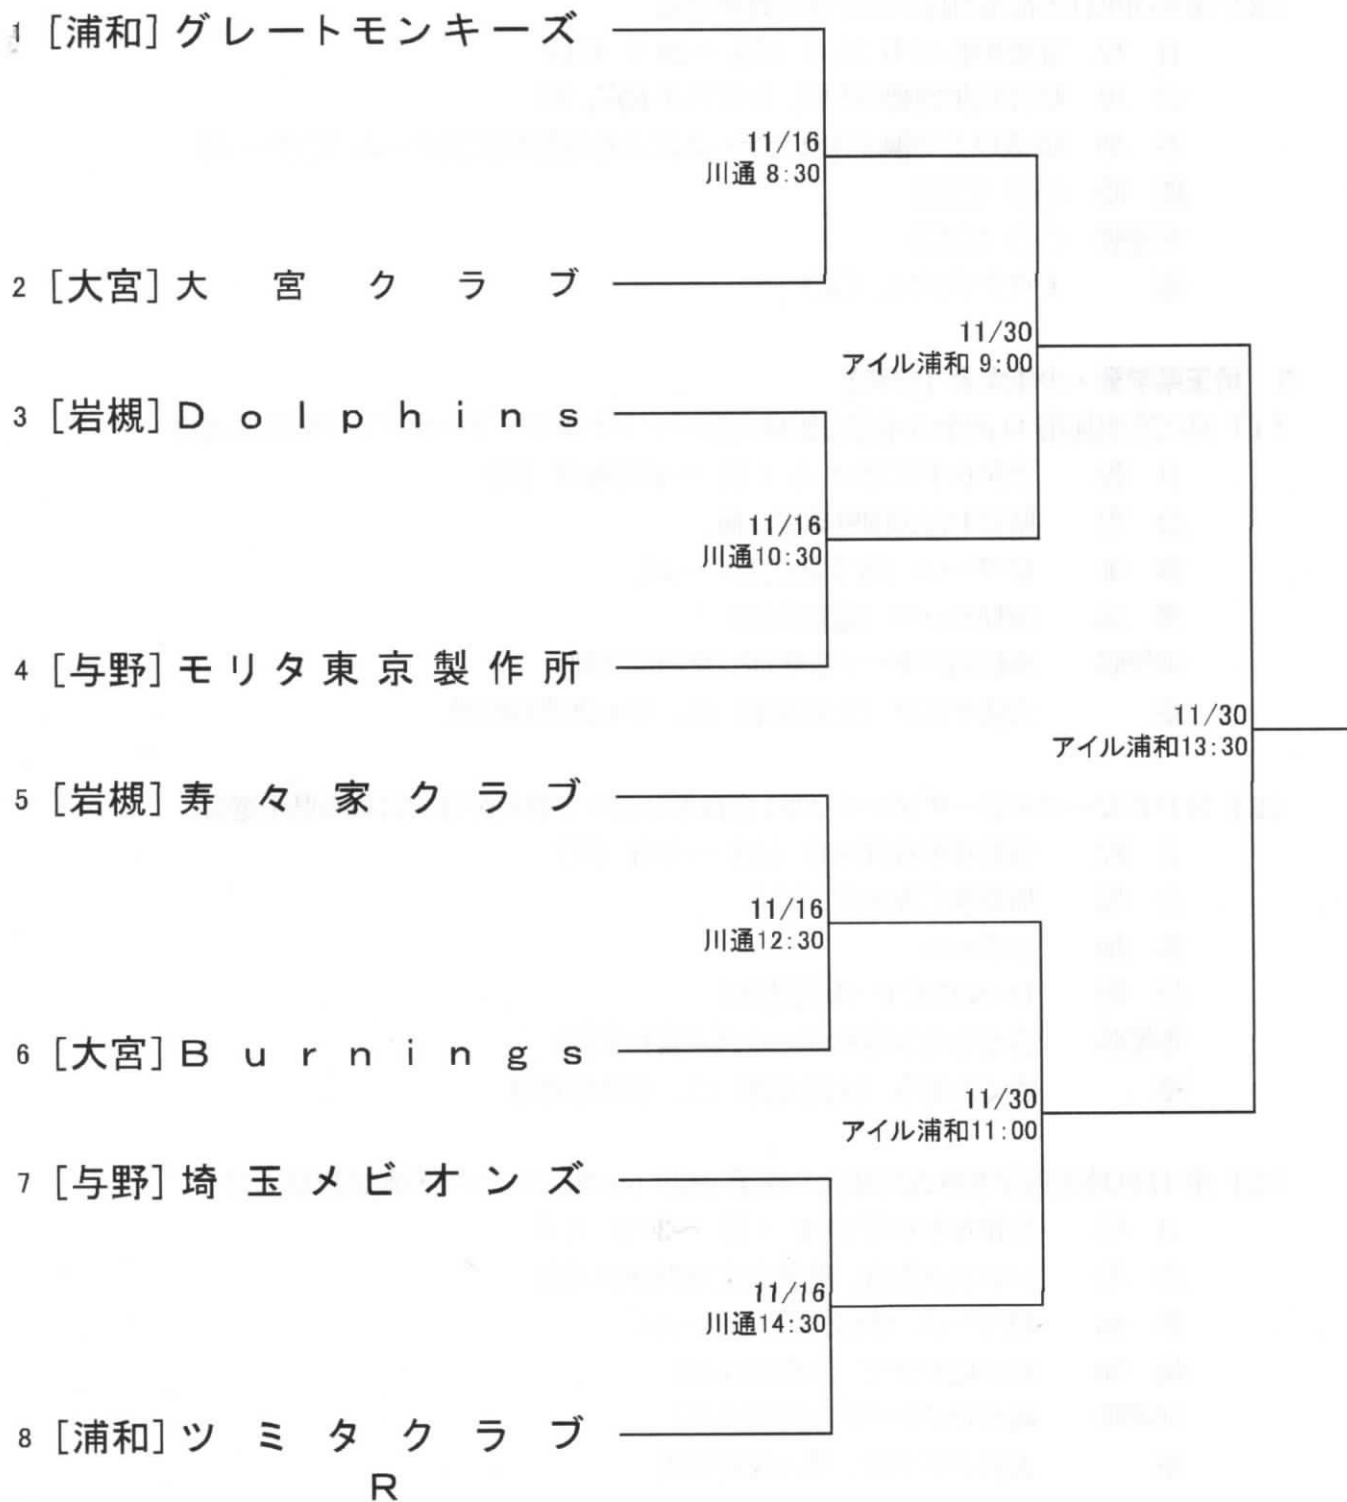 1 [浦和] グレートモンキーズ
11/16
川通 8:30
2 [大宮] 大宮クラブ
11/30
アイル浦和 9:00
3 [岩槻] Dolphins
11/16
川通10:30
4 [与野] モリタ東京製作所
11/30
アイル浦和13:30
5 [岩槻] 寿々家クラブ
11/16
川通12:30
6 [大宮] Burnings
11/30
アイル浦和11:00
7 [与野] 埼玉メビオンズ
11/16
川通14:30
8 [浦和] ツミタクラブ
R